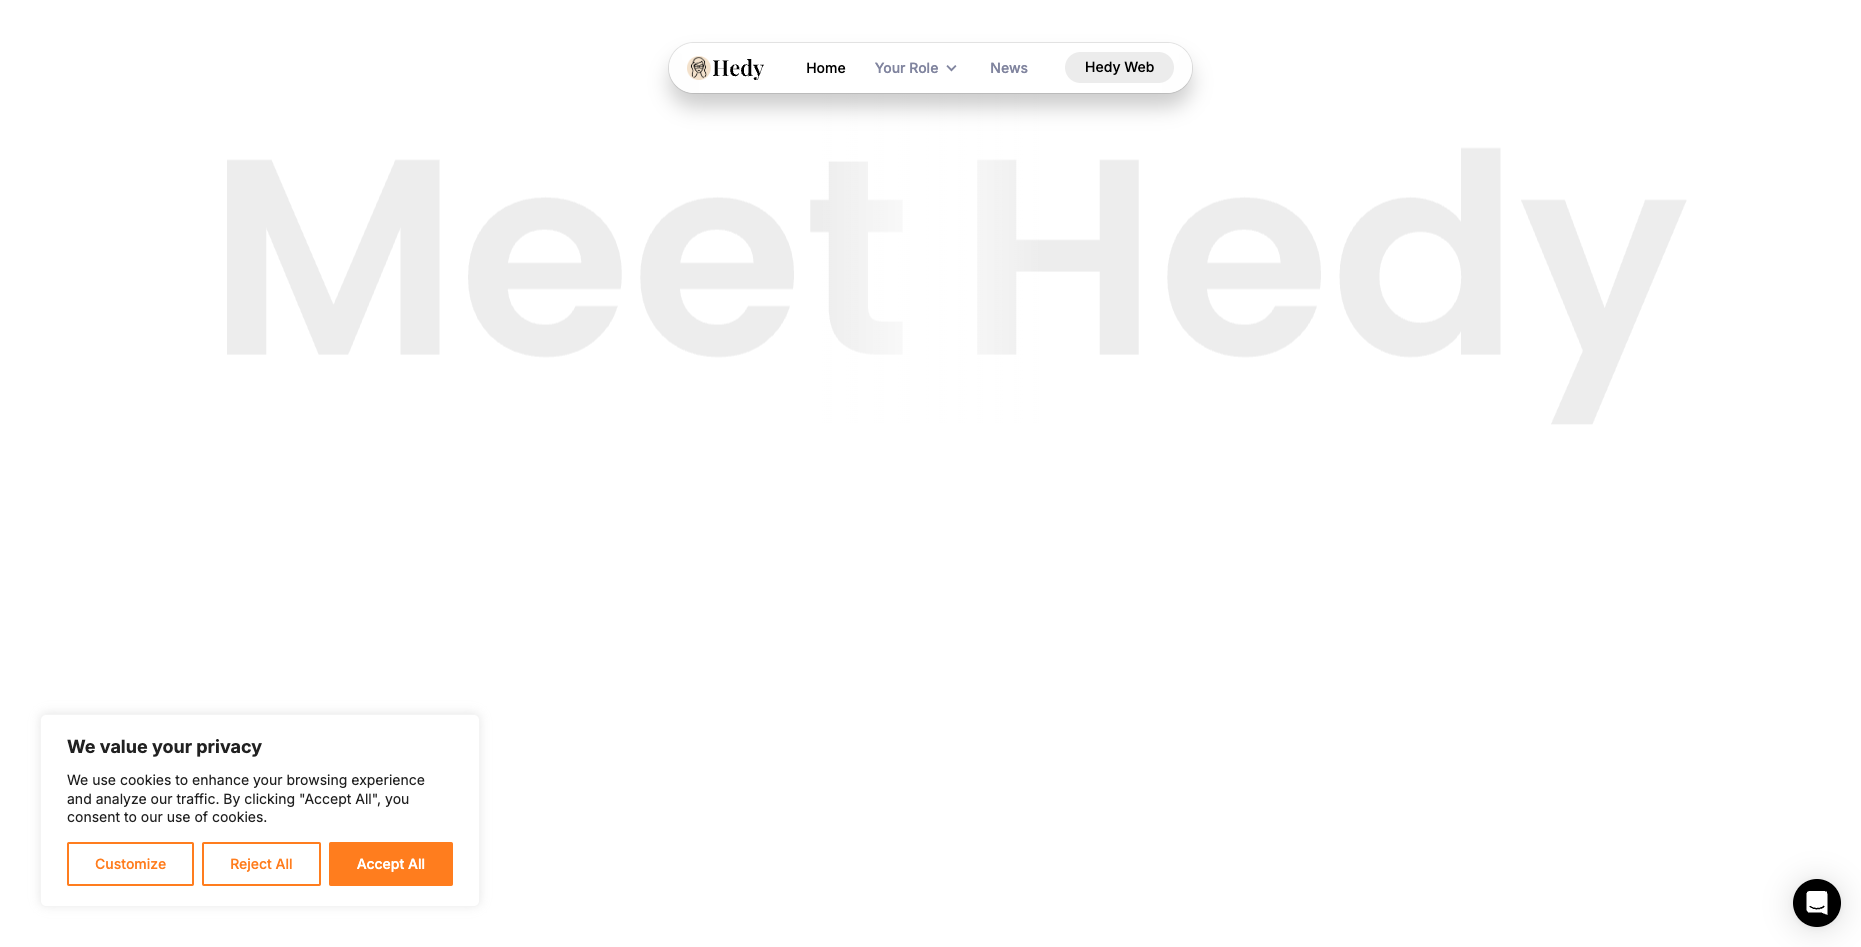 Hedy
Home
Your Role
News
Hedy Web
Meet Hedy
We value your privacy
We use cookies to enhance your browsing experience
and analyze our traffic. By clicking "Accept All", you
consent to our use of cookies.
Customize
Reject All
Accept All